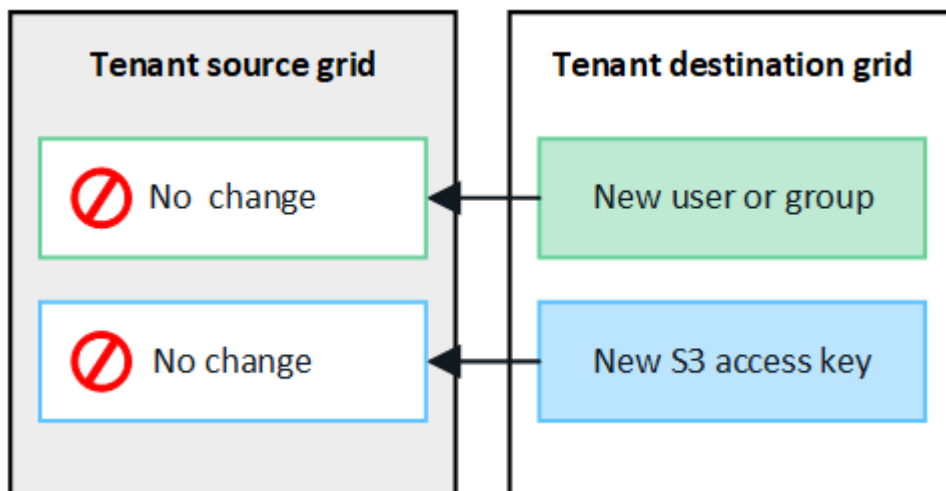 Tenant source grid
No change
No change
Tenant destination grid
New user or group
New S3 access key